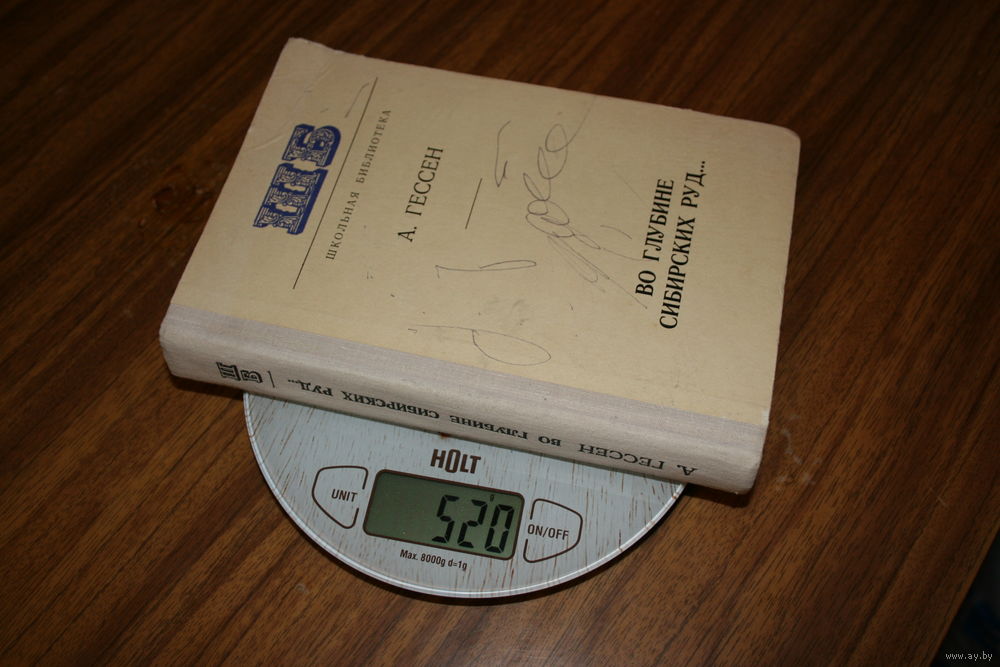 ШБ
ШКОЛЬНАЯ БИБЛИОТЕКА
А. ГЕССЕН
ВО ГЛУБИНЕ
СИБИРСКИХ РУД...
А. ГЕССЕН ВО ГЛУБИНЕ СИБИРСКИХ РУД...
HOLT
UNIT
520
ON/OFF
Max. 8000g d=1g
www.ay.by